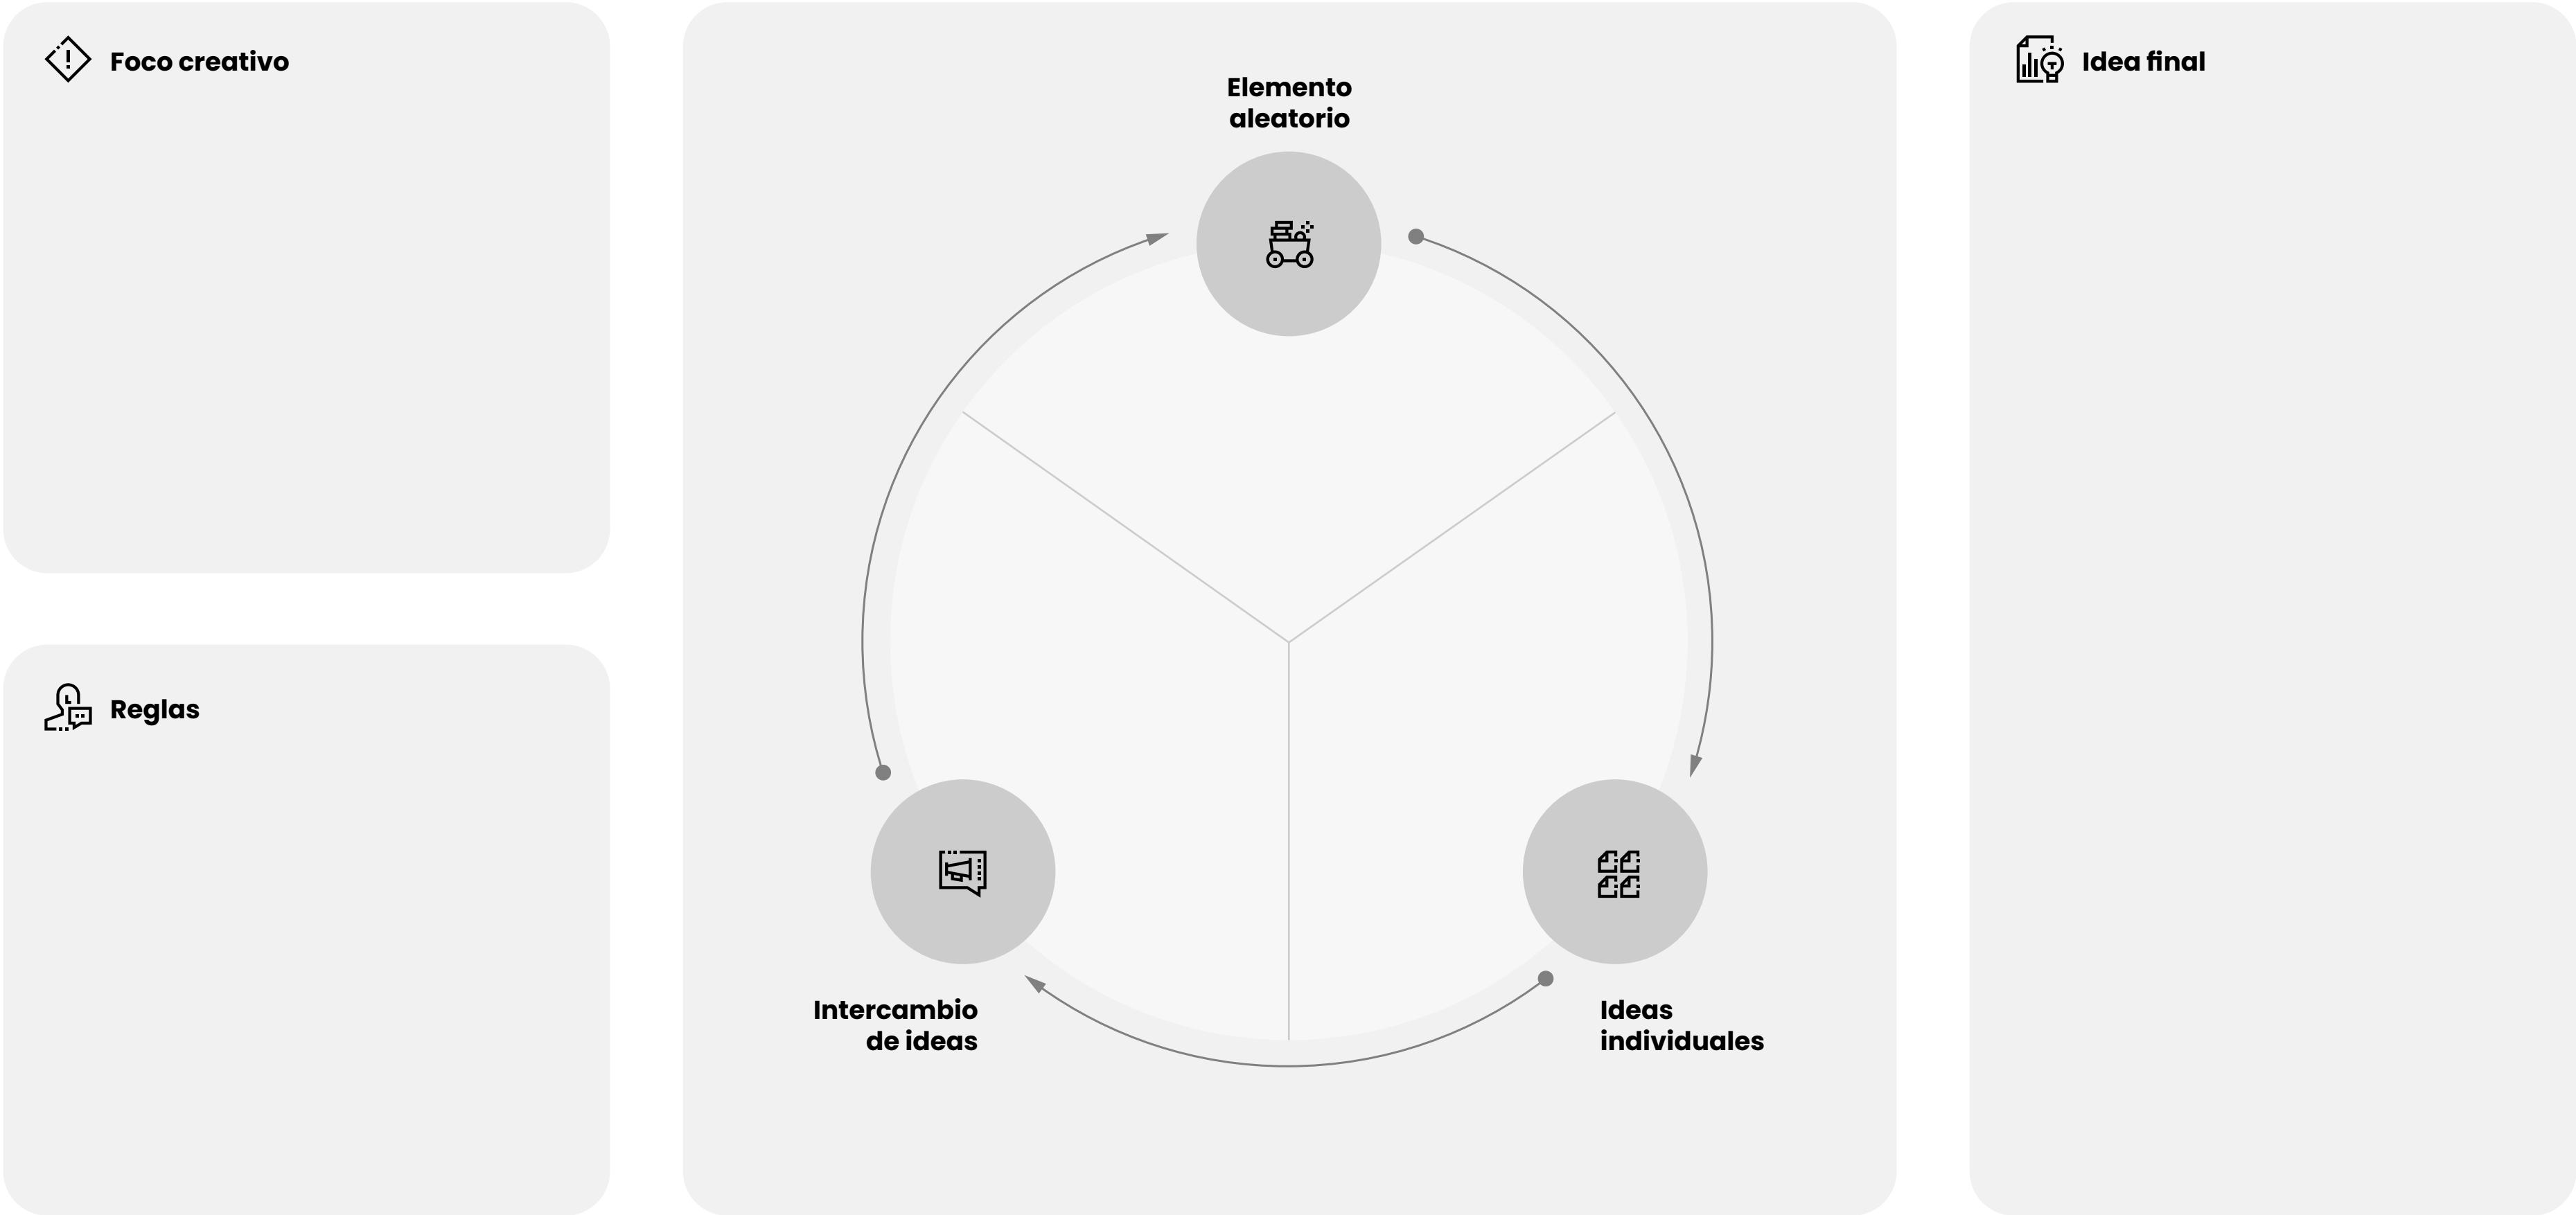 Foco creativo
Reglas
Elemento
aleatorio
Intercambio
de ideas
Ideas
individuales
Idea final